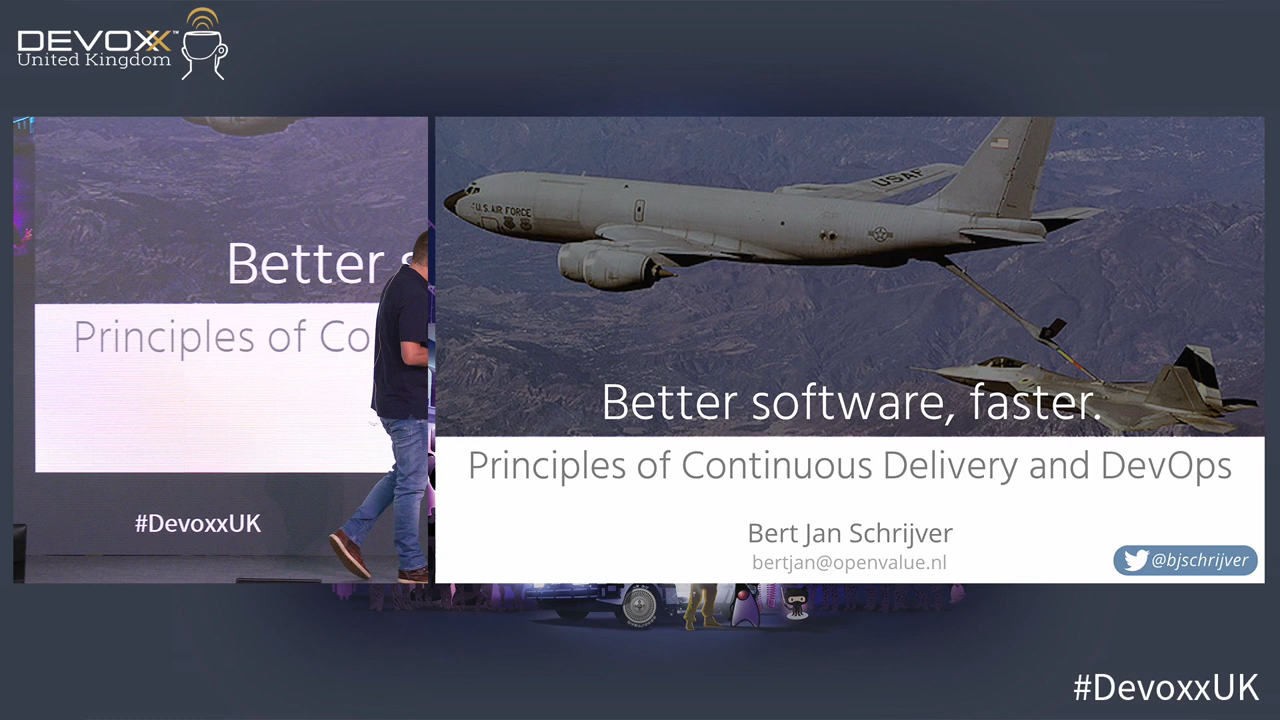 DEVOXX™
United Kingdom
Better s
Principles of Co
#DevoxxUK
U.S. AIR FORCE
USAF
Better software, faster.
Principles of Continuous Delivery and DevOps
Bert Jan Schrijver
bertjan@openvalue.nl
@bjschrijver
#DevoxxUK